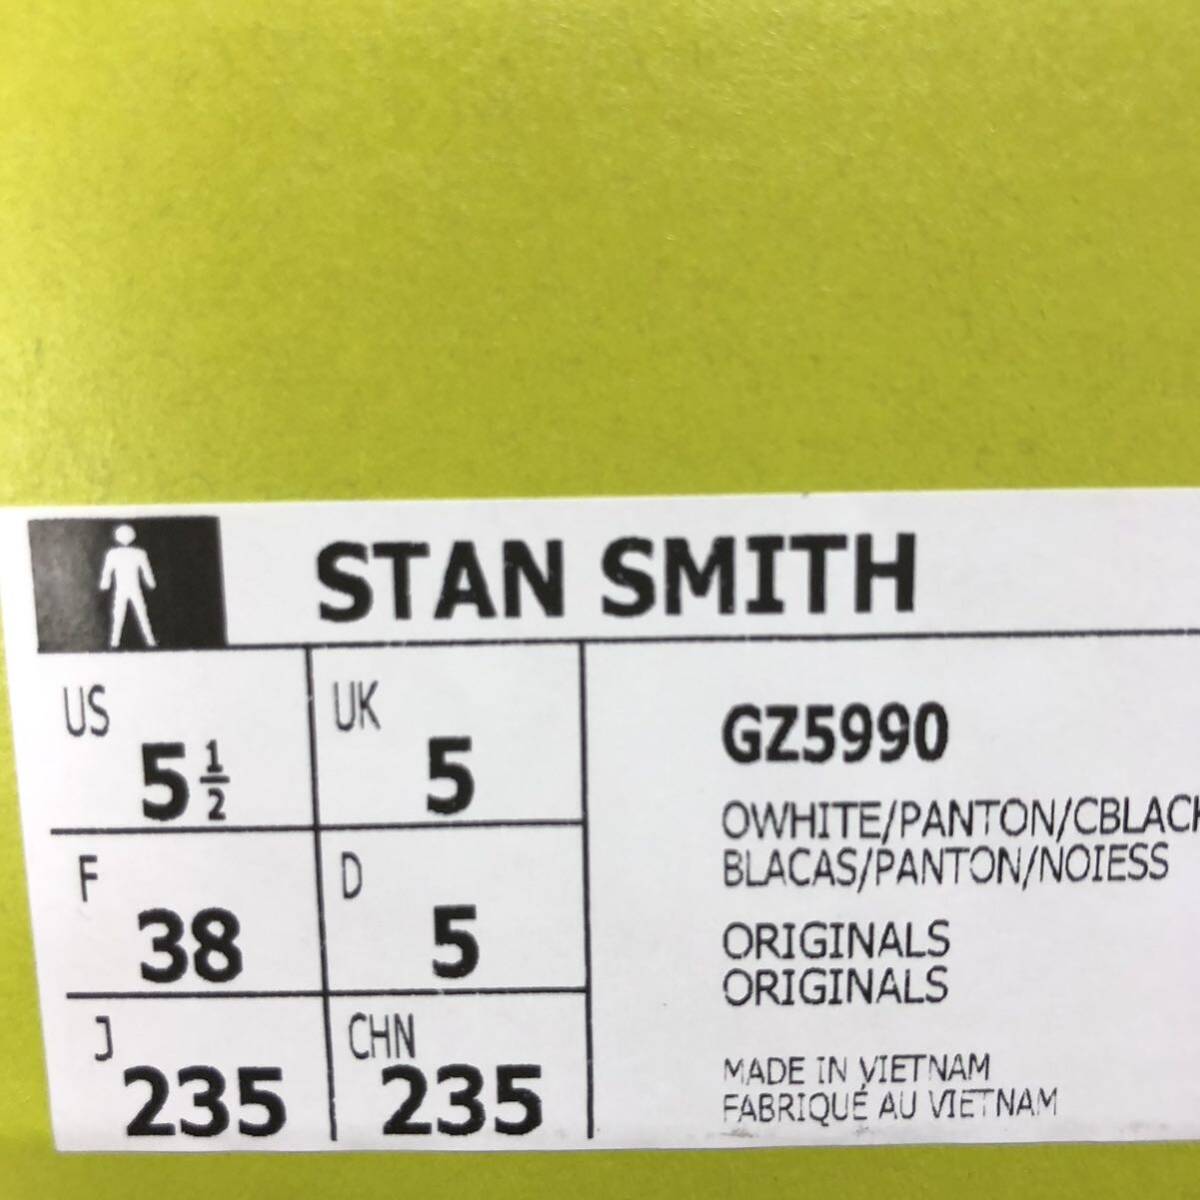 STAN SMITH
US
5 1/2
UK
5
F
38
D
5
J
235
CHN
235
GZ5990
OWHITE/PANTON/CBLACK
BLACAS/PANTON/NOIESS
ORIGINALS
ORIGINALS
MADE IN VIETNAM
FABRIQUÉ AU VIETNAM